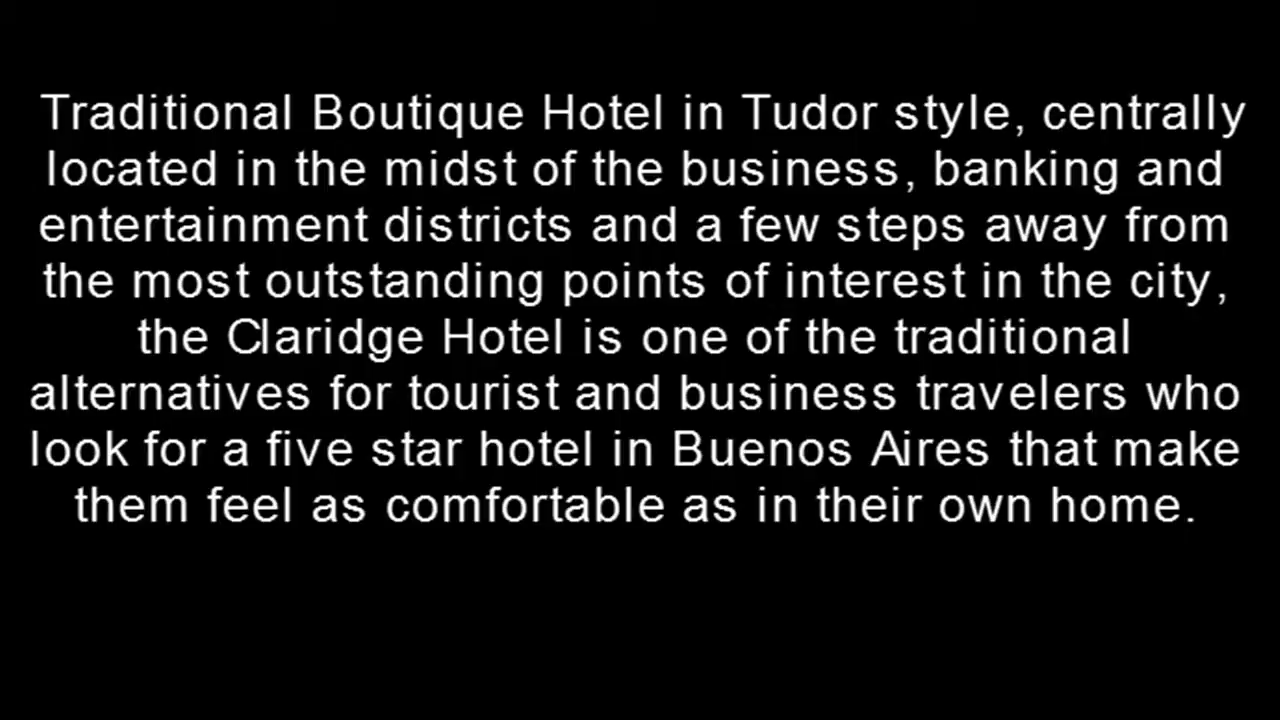 Traditional Boutique Hotel in Tudor style, centrally
located in the midst of the business, banking and
entertainment districts and a few steps away from
the most outstanding points of interest in the city,
the Claridge Hotel is one of the traditional
alternatives for tourist and business travelers who
look for a five star hotel in Buenos Aires that make
them feel as comfortable as in their own home.